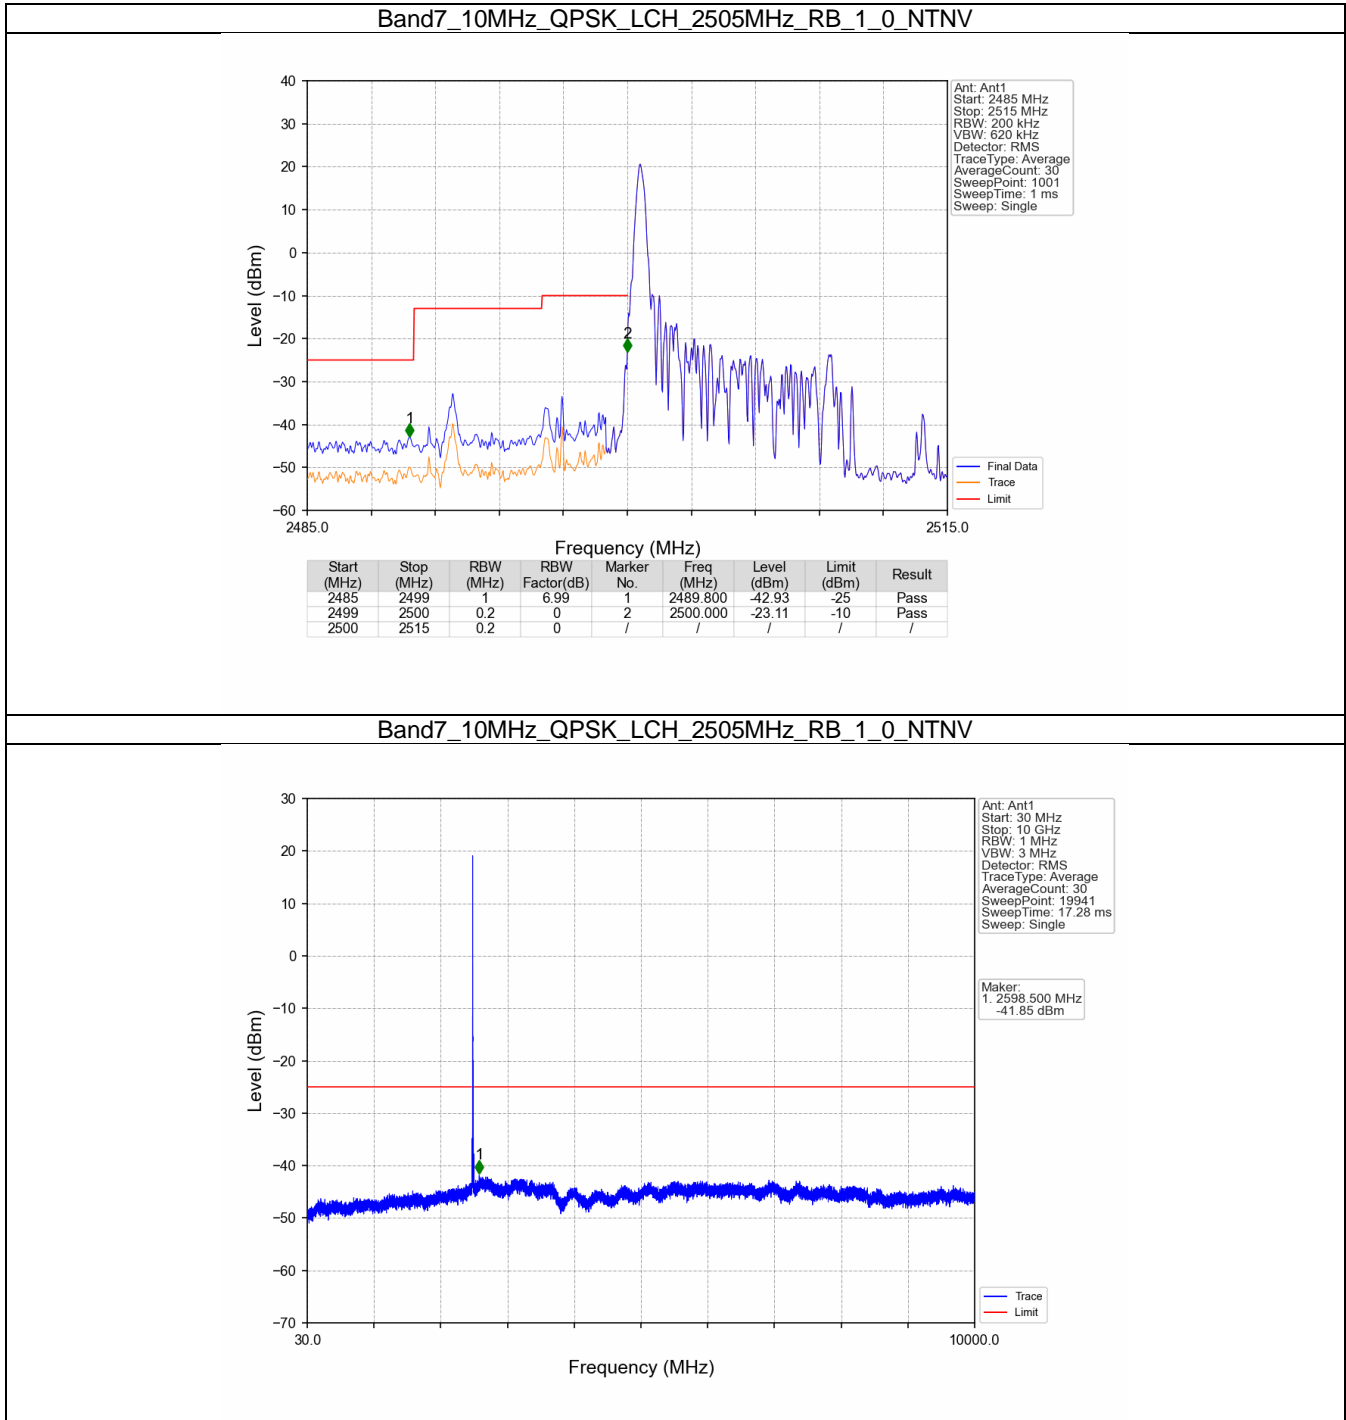 Band7_10MHz_QPSK_LCH_2505MHz_RB_1_0_NTNV
40
30
20
10
0
−10
−20
−30
−40
−50
−60
Level (dBm)
1
2
2485.0
2515.0
Frequency (MHz)
Ant: Ant1
Start: 2485 MHz
Stop: 2515 MHz
RBW: 200 kHz
VBW: 620 kHz
Detector: RMS
TraceType: Average
AverageCount: 30
SweepPoint: 1001
SweepTime: 1 ms
Sweep: Single
Final Data
Trace
Limit
Start (MHz) Stop (MHz) RBW (MHz) RBW Factor(dB) Marker No. Freq (MHz) Level (dBm) Limit (dBm) Result
2485 2499 1 6.99 1 2489.800 -42.93 -25 Pass
2499 2500 0.2 0 2 2500.000 -23.11 -10 Pass
2500 2515 0.2 0 / / / / /
Band7_10MHz_QPSK_LCH_2505MHz_RB_1_0_NTNV
30
20
10
0
−10
−20
−30
−40
−50
−60
−70
Level (dBm)
1
30.0
10000.0
Frequency (MHz)
Ant: Ant1
Start: 30 MHz
Stop: 10 GHz
RBW: 1 MHz
VBW: 3 MHz
Detector: RMS
TraceType: Average
AverageCount: 30
SweepPoint: 19941
SweepTime: 17.28 ms
Sweep: Single
Maker:
1. 2598.500 MHz
-41.85 dBm
Trace
Limit